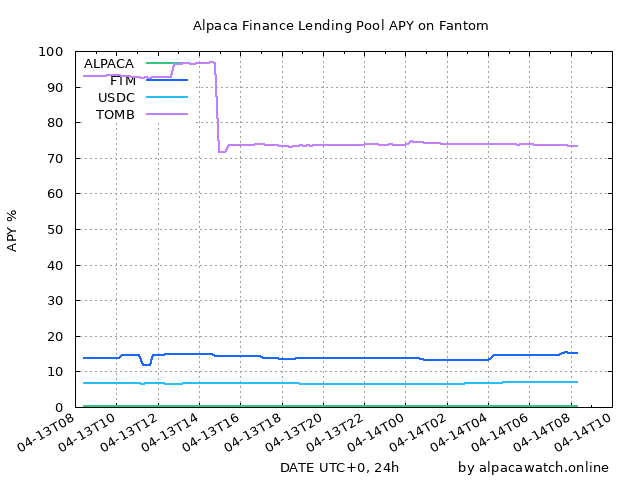 Alpaca Finance Lending Pool APY on Fantom
APY %
100
90
80
70
60
50
40
30
20
10
0
ALPACA
FTM
USDC
TOMB
04-13T08
04-13T10
04-13T12
04-13T14
04-13T16
04-13T18
04-13T20
04-13T22
04-14T00
04-14T02
04-14T04
04-14T06
04-14T08
04-14T10
DATE UTC+0, 24h
by alpacawatch.online